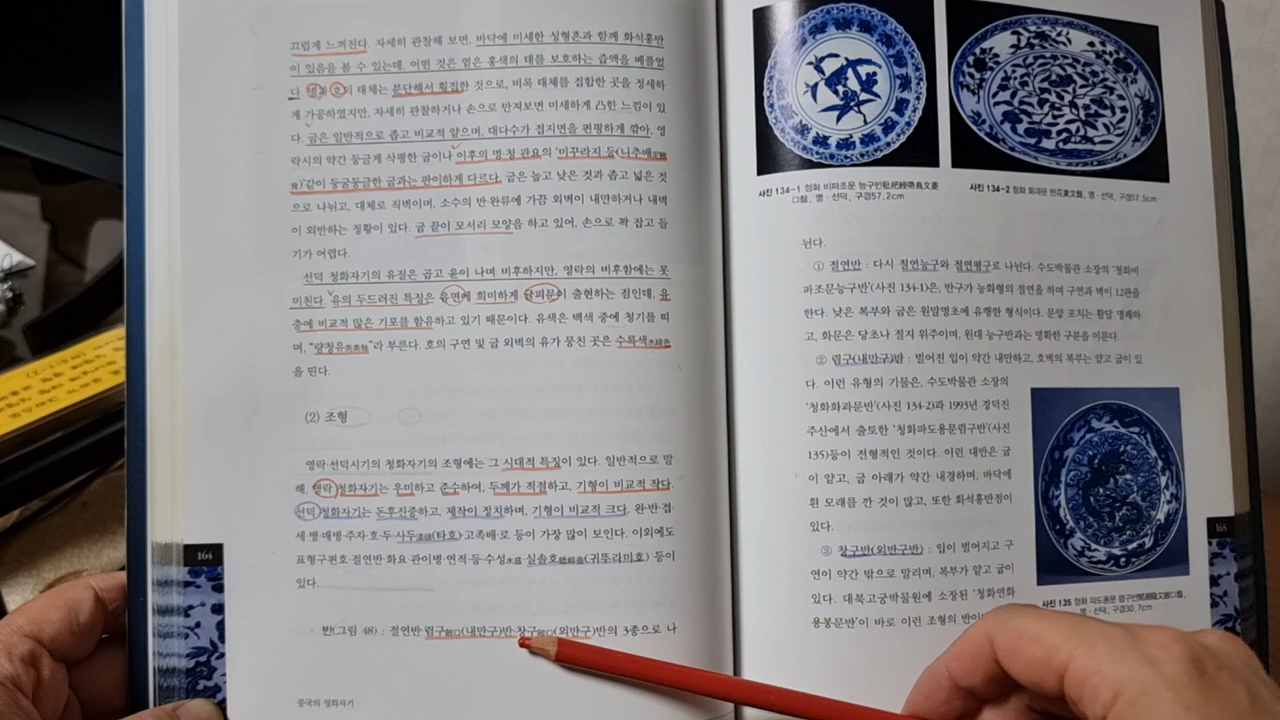 끄럽게 느껴진다. 자세히 관찰해 보면, 바닥에 미세한 성형흔과 함께 화석홍반
이 있음을 볼 수 있는데, 어떤 것은 옅은 홍색의 태를 보호하는 즙액을 베풀었
다. 병과 호의 대체는 분단해서 횡접한 것으로, 비록 대체를 접합한 곳을 정세하
게 가공하였지만, 자세히 관찰하거나 손으로 만져보면 미세하게 凸한 느낌이 있
다. 굽은 일반적으로 좁고 비교적 얕으며, 대다수가 접지면을 편평하게 깎아, 영
락시의 약간 둥글게 삭평한 굽이나 이후의 명·청 관요의 '미꾸라지 등(니추배
)'같이 둥굴둥글한 굽과는 판이하게 다르다. 굽은 높고 낮은 것과 좁고 넓은 것
으로 나뉘고, 대체로 직벽이며, 소수의 반·완류에 가끔 외벽이 내만하거나 내벽
이 외반하는 정황이 있다. 굽 끝이 모서리 모양을 하고 있어, 손으로 꽉 잡고 들
기가 어렵다.
선덕 청화자기의 유질은 곱고 윤이 나며 비후하지만, 영락의 비후함에는 못
미친다. 유의 두드러진 특징은 유면에 희미하게 귤피문이 출현하는 점인데, 유
층에 비교적 많은 기포를 함유하고 있기 때문이다. 유색은 백색 중에 청기를 띠
며, "량청유"라 부른다. 호의 구연 및 굽 외벽의 유가 뭉친 곳은 수록색水綠色
을 띤다.
(2) 조형
영락·선덕시기의 청화자기의 조형에는 그 시대적 특징이 있다. 일반적으로 말
해, 영락 청화자기는 우미하고 준수하여, 두께가 적절하고, 기형이 비교적 작다.
선덕 청화자기는 돈후진중하고, 제작이 정치하며, 기형이 비교적 크다. 완·반·접·
세·병·매병·주자·호·두·사두渣斗(타호)·고족배·로 등이 가장 많이 보인다. 이외에도
표형구편호·절연반·화요·관이병·연적·등·수성水盛·실솔호(귀뚜라미호) 등이
있다.
· 반(그림 48) : 절연반·렴구斂口(내만구)반·창구敞口(외반구)반의 3종으로 나
164
중국의 청화자기
사진 134-1 청화 비파조문 능구반枇杷綬帶鳥文菱
口盤, 명·선덕, 구경57.2cm
사진 134-2 청화 화과문 반花果文盤, 명·선덕, 구경57.5cm
뉜다.
① 절연반 : 다시 절연능구와 절연평구로 나뉜다. 수도박물관 소장의 '청화비
파조문능구반'(사진 134-1)은, 반구가 능화형의 절연을 하며 구연과 벽이 12판을
한다. 낮은 복부와 굽은 원말명초에 유행한 형식이다. 문양 포치는 활달 명쾌하
고, 화문은 당초나 절지 위주이며, 원대 능구반과는 명확한 구분을 이룬다.
② 렴구(내만구)반 : 벌어진 입이 약간 내만하고, 호벽의 복부는 얕고 굽이 있
다. 이런 유형의 기물은, 수도박물관 소장의
'청화화과문반'(사진 134-2)과 1993년 경덕진
주산에서 출토한 '청화파도용문렴구반'(사진
135)등이 전형적인 것이다. 이런 대반은 굽
이 얕고, 굽 아래가 약간 내경하며, 바닥에
흰 모래를 깐 것이 많고, 또한 화석홍반점이
있다.
③ 창구반(외반구반) : 입이 벌어지고 구
연이 약간 밖으로 말리며, 복부가 얕고 굽이
있다. 대북고궁박물원에 소장된 '청화연화
용봉문반'이 바로 이런 조형의
사진 135 청화 파도용문 렴구반, 명·선덕, 구경30.7cm
165